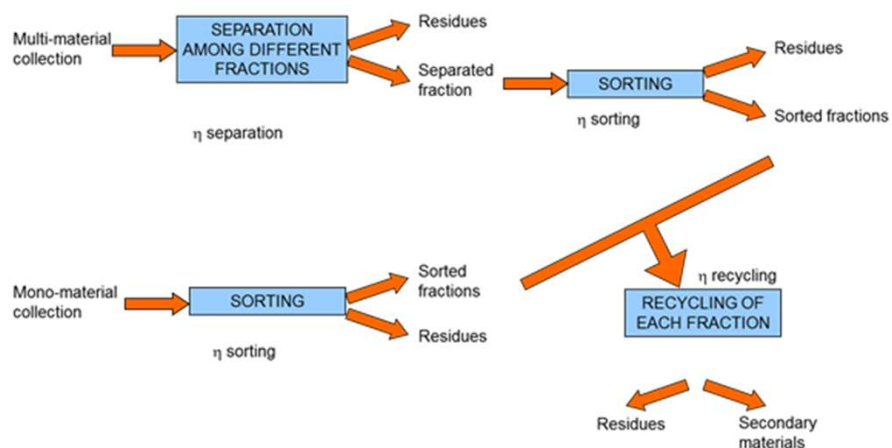 Multi-material
collection
SEPARATION
AMONG DIFFERENT
FRACTIONS
η separation
Residues
Separated
fraction
SORTING
η sorting
Residues
Sorted fractions
Mono-material
collection
SORTING
η sorting
Sorted
fractions
Residues
η recycling
RECYCLING OF
EACH FRACTION
Residues
Secondary
materials